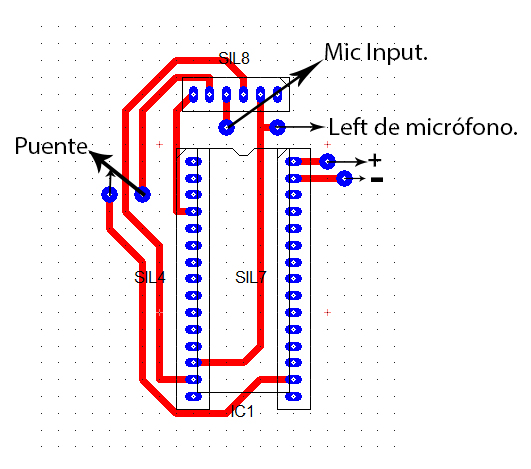 SIL8
Mic Input.
Left de micrófono.
Puente
+
-
SIL4
SIL7
IC1